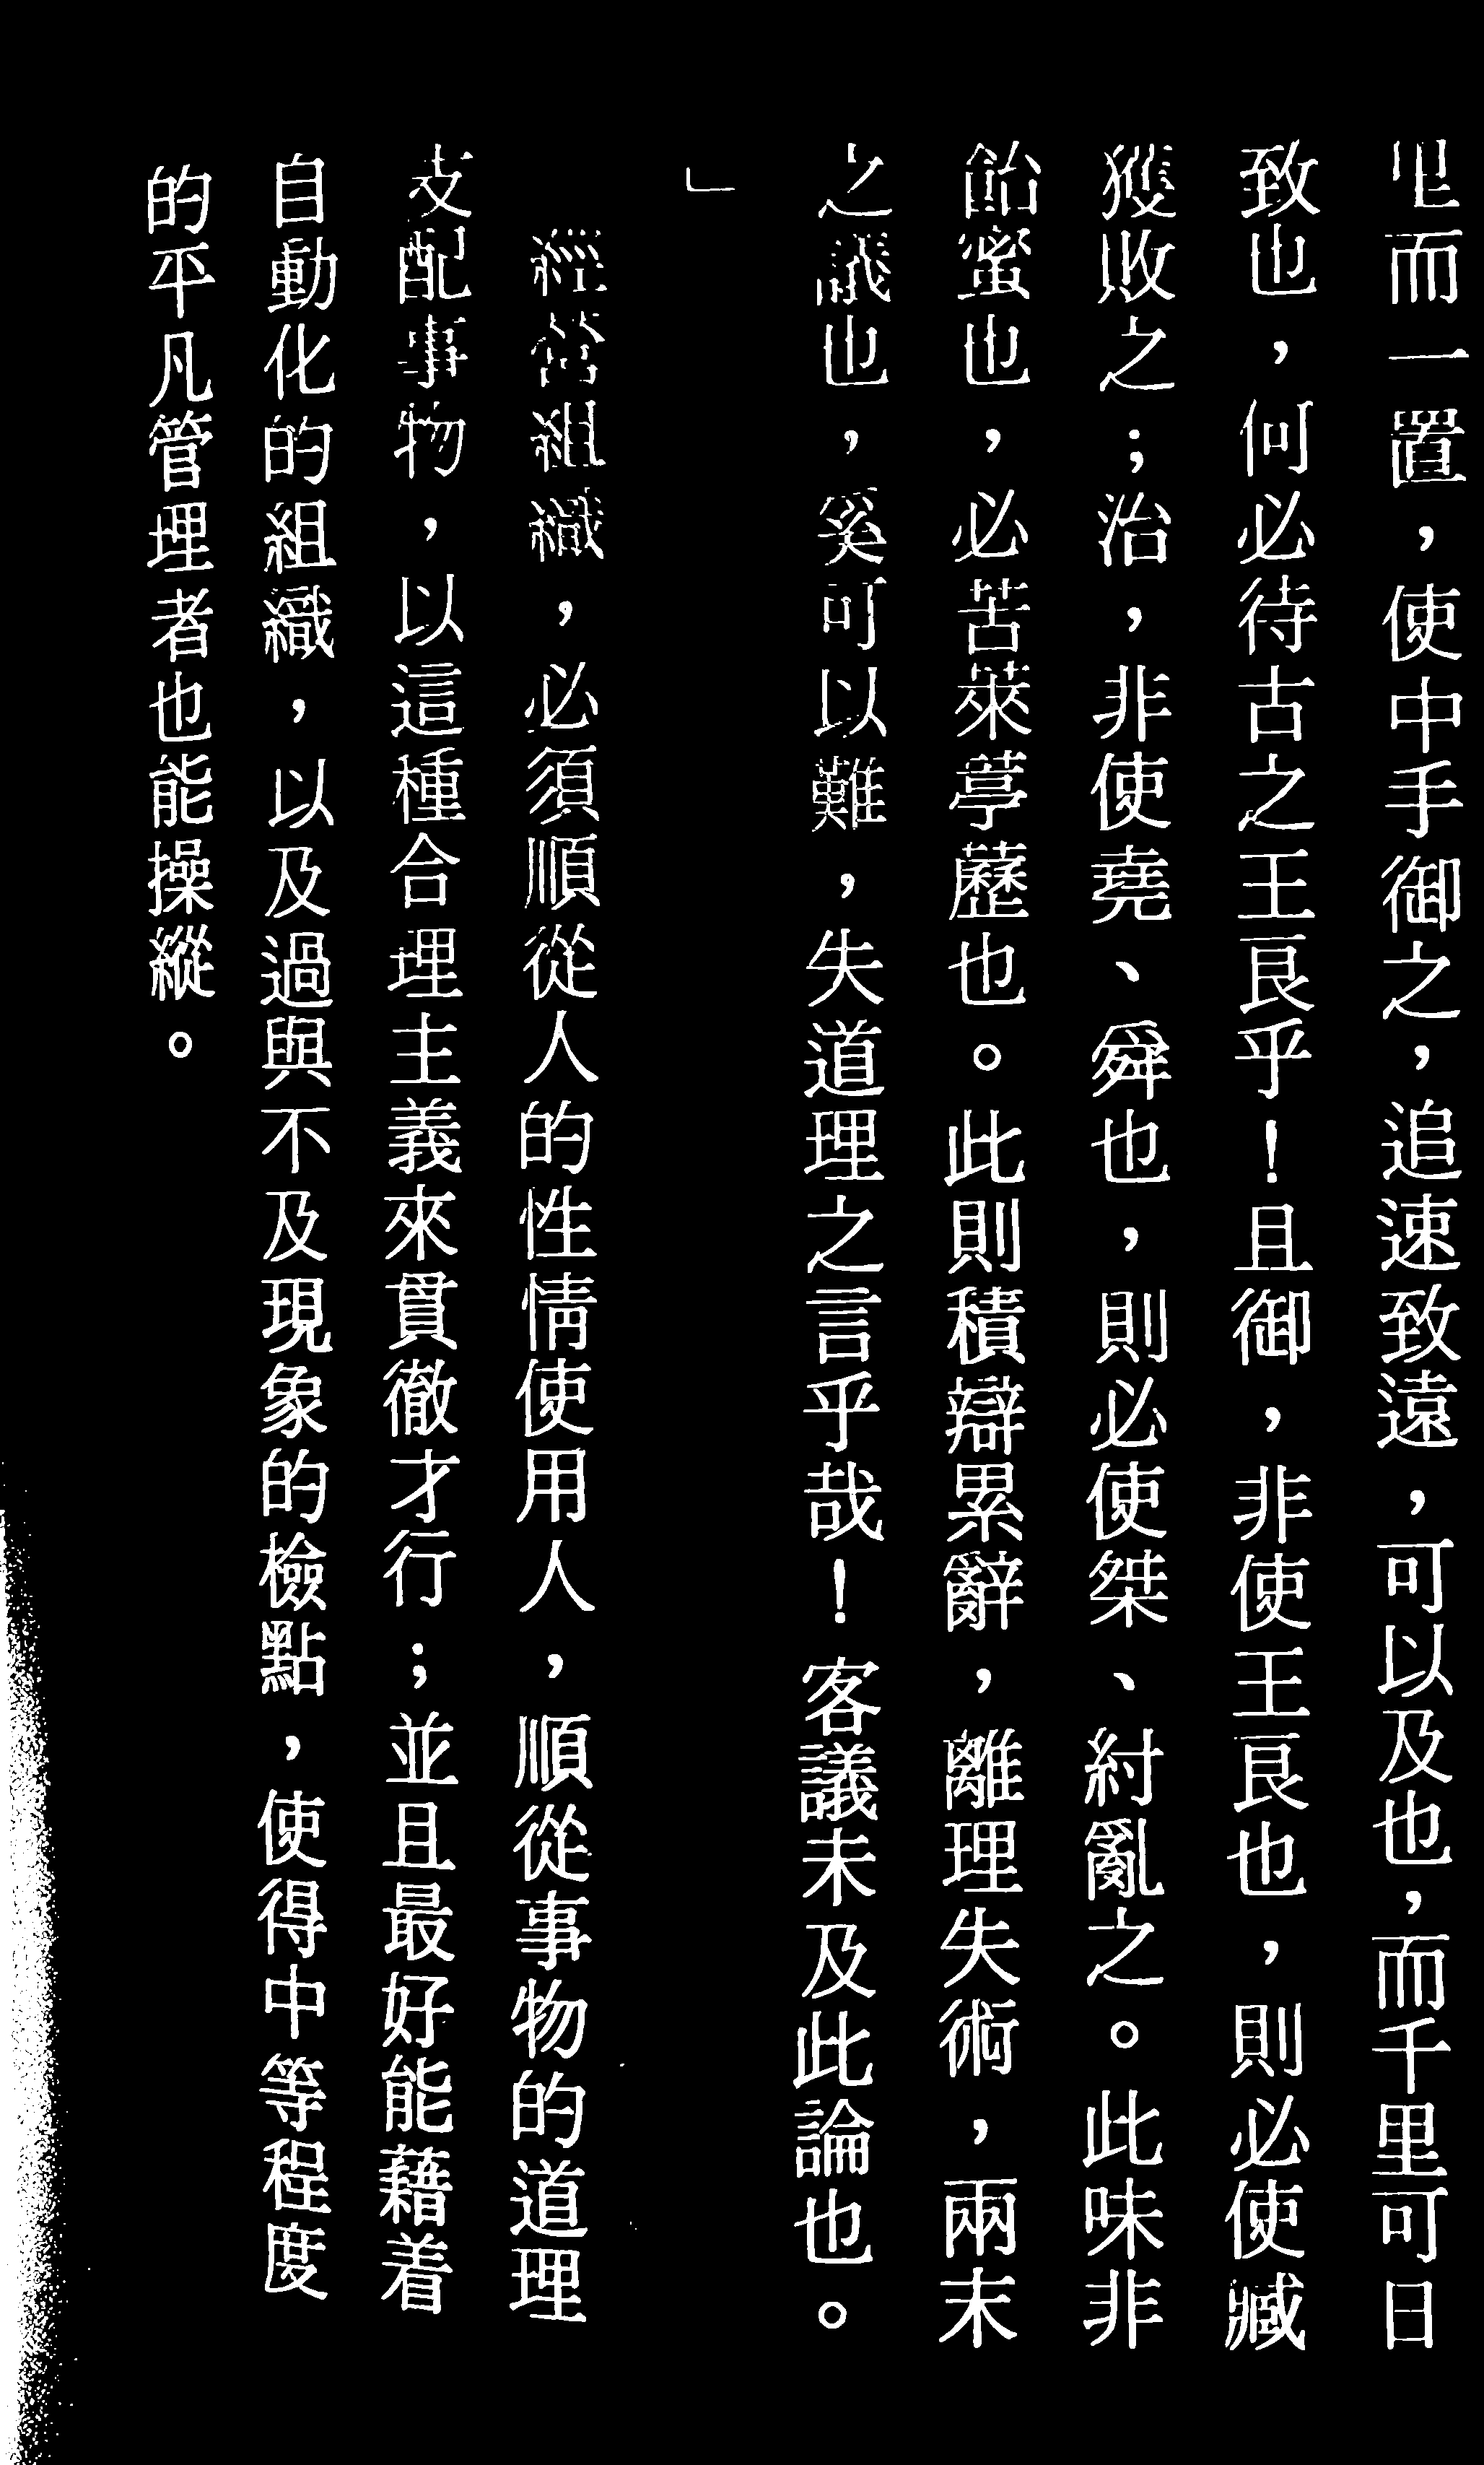 里而一置，使中手御之，追速致遠，可以及也，而千里可日
致也，何必待古之王良乎！且御，非使王良也，則必使臧
獲敗之；治，非使堯、舜也，則必使桀、紂亂之。此味非
飴蜜也，必苦萊葶藶也。此則積辯累辭，離理失術，兩末
之議也，奚可以難，失道理之言乎哉！客議未及此論也。
」
經營組織，必須順從人的性情使用人，順從事物的道理
支配事物，以這種合理主義來貫徹才行；並且最好能藉着
自動化的組織，以及過與不及現象的檢點，使得中等程度
的平凡管理者也能操縱。